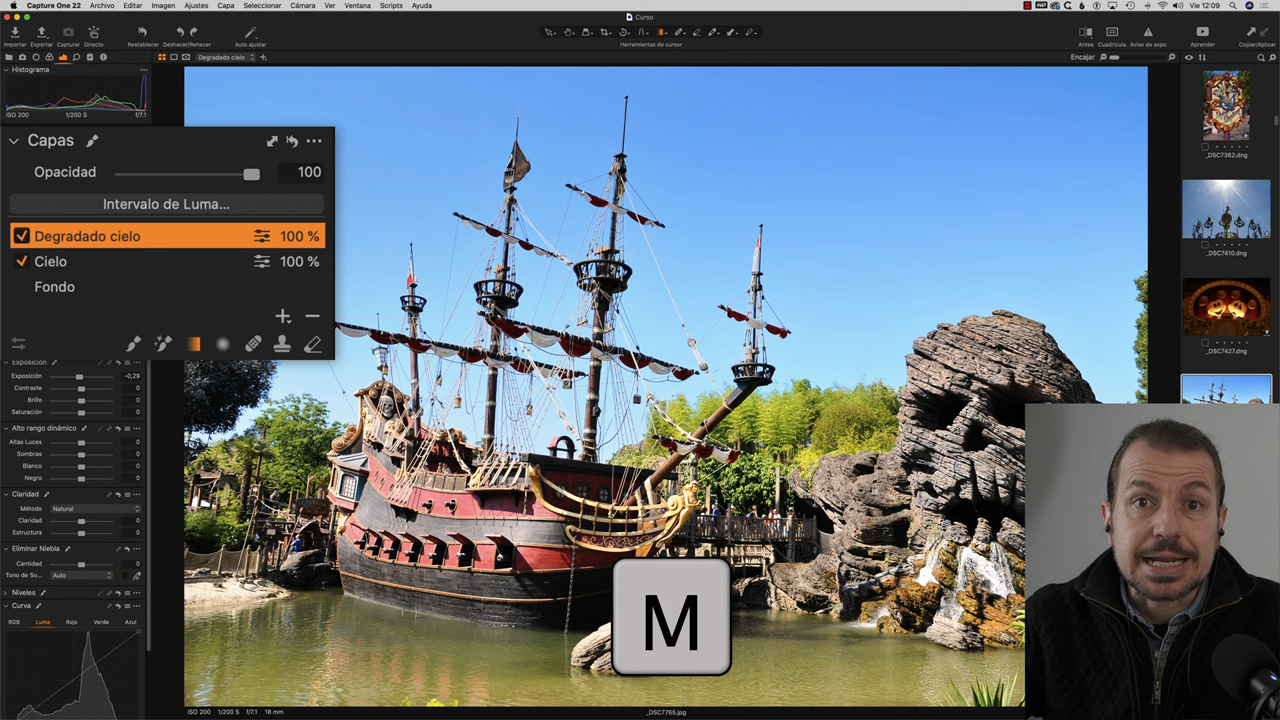 Capture One 22 Archivo Editar Imagen Ajustes Capa Seleccionar Cámara Ver Ventana Scripts Ayuda
Vie 12:09
Curso
Importar Exportar Capturar Directo
Restablecer Deshacer/Rehacer
Auto ajustar
Herramientas de cursor
Antes Cuadrícula Aviso de expo
Aprender
Copiar/Aplicar
Degradado cielo
Encajar
Histograma
ISO 200 1/200 S f/7.1
Capas
Opacidad 100
Intervalo de Luma...
Degradado cielo 100 %
Cielo 100 %
Fondo
Exposición
Exposición -0,29
Contraste 0
Brillo 0
Saturación 0
Alto rango dinámico
Altas Luces 0
Sombras 0
Blanco 0
Negro 0
Claridad
Método Natural
Claridad 0
Estructura 0
Eliminar Niebla
Cantidad 0
Tono de So... Auto
Niveles
Curva
RGB Luma Rojo Verde Azul
M
ISO 200 1/200 S f/7.1 18 mm
_DSC7765.jpg
_DSC7362.dng
_DSC7410.dng
_DSC7427.dng